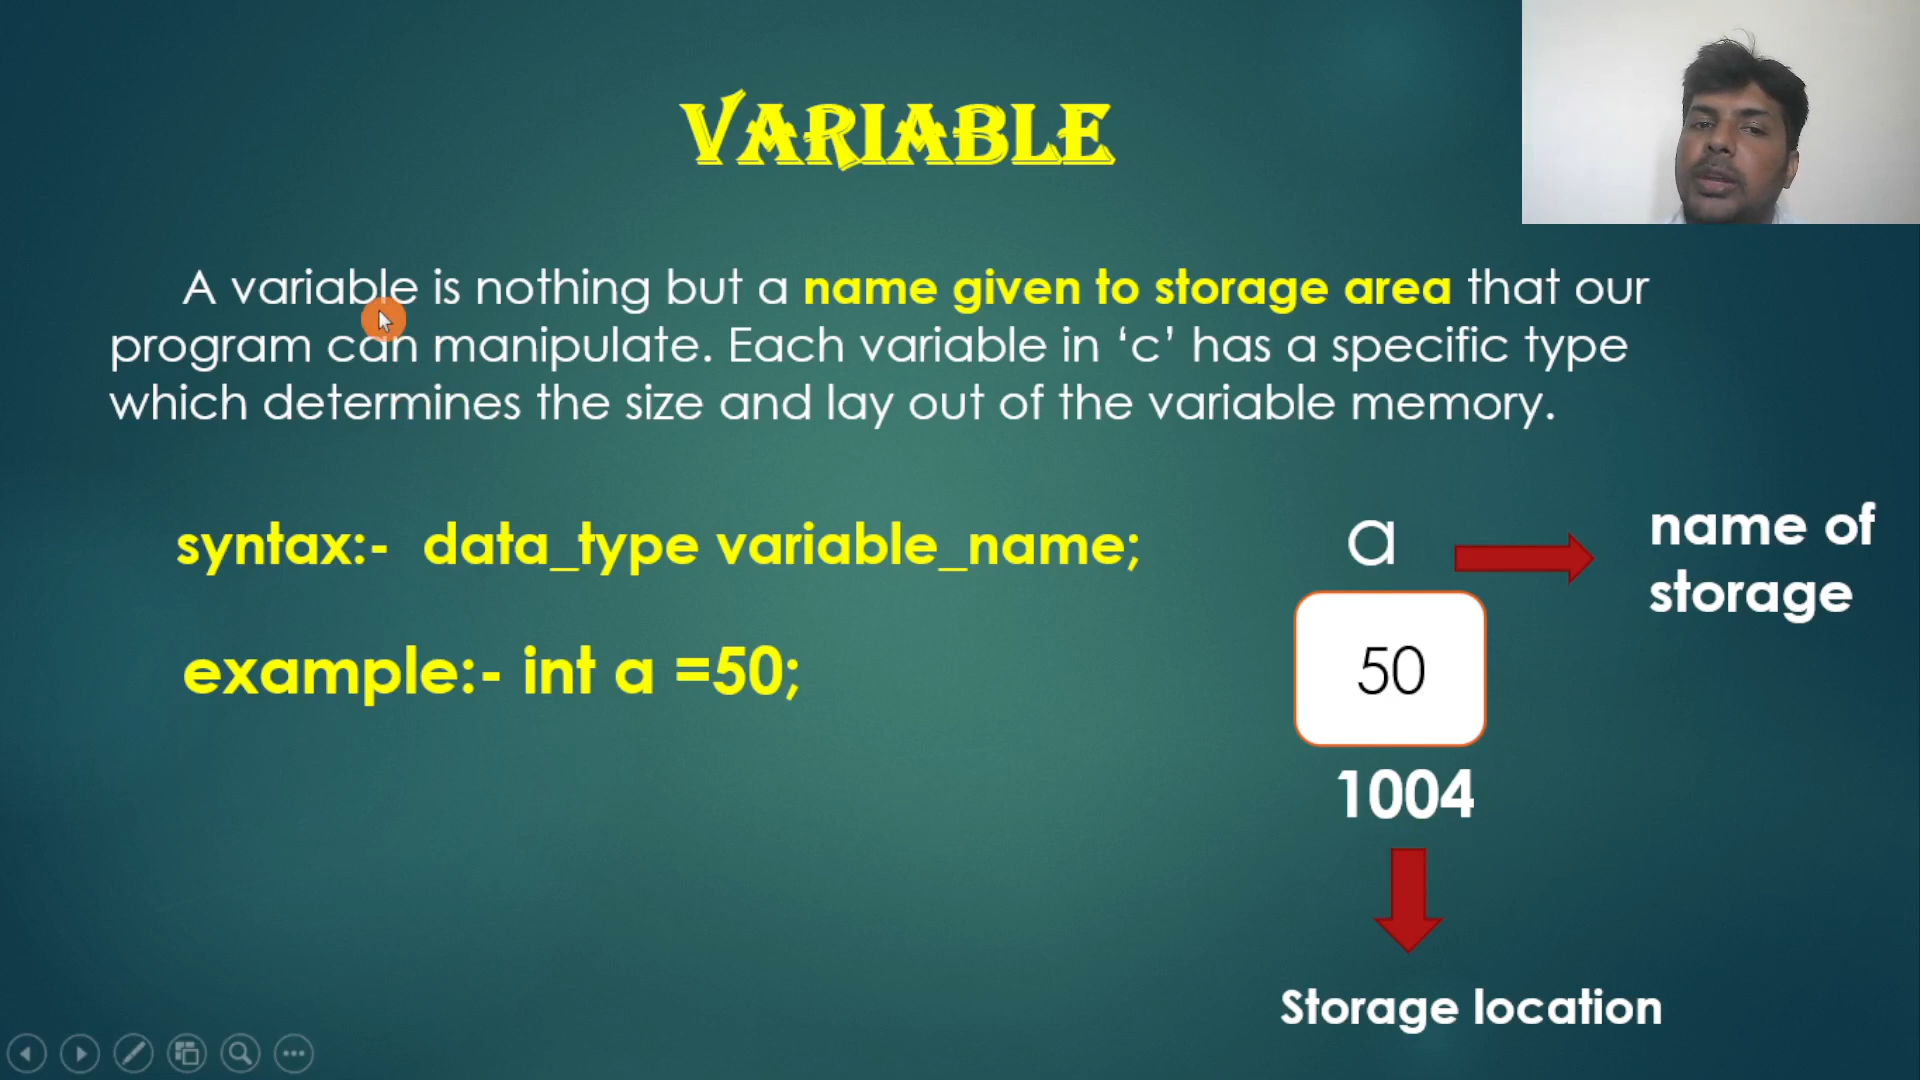 VARIABLE
A variable is nothing but a name given to storage area that our
program can manipulate. Each variable in ‘c’ has a specific type
which determines the size and lay out of the variable memory.
syntax:- data_type variable_name;
example:- int a =50;
a
name of
storage
50
1004
Storage location